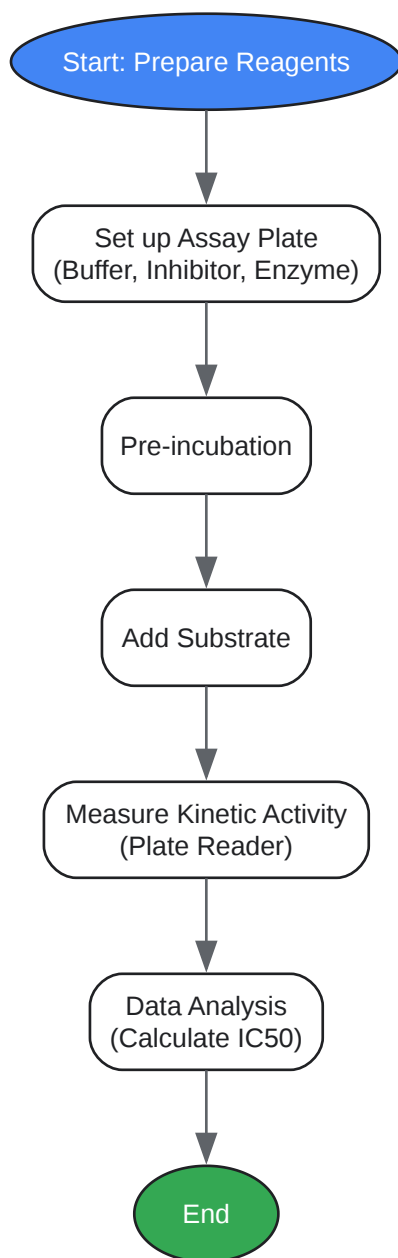 Start: Prepare Reagents
Set up Assay Plate
(Buffer, Inhibitor, Enzyme)
Pre-incubation
Add Substrate
Measure Kinetic Activity
(Plate Reader)
Data Analysis
(Calculate IC50)
End